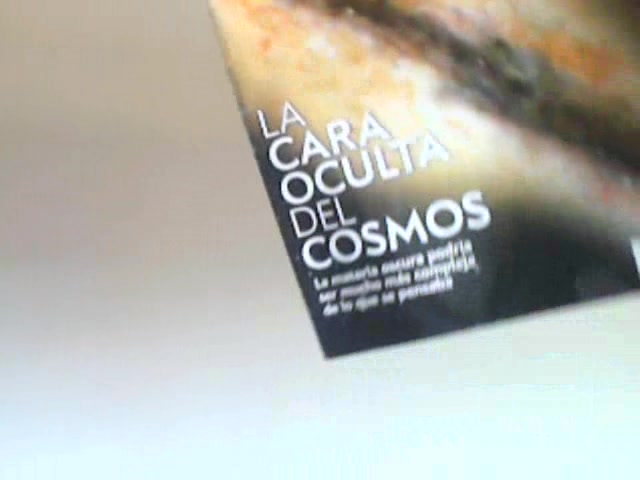 LA
CARA
OCULTA
DEL
COSMOS
La materia oscura podría
ser mucho más compleja
de lo que se pensaba